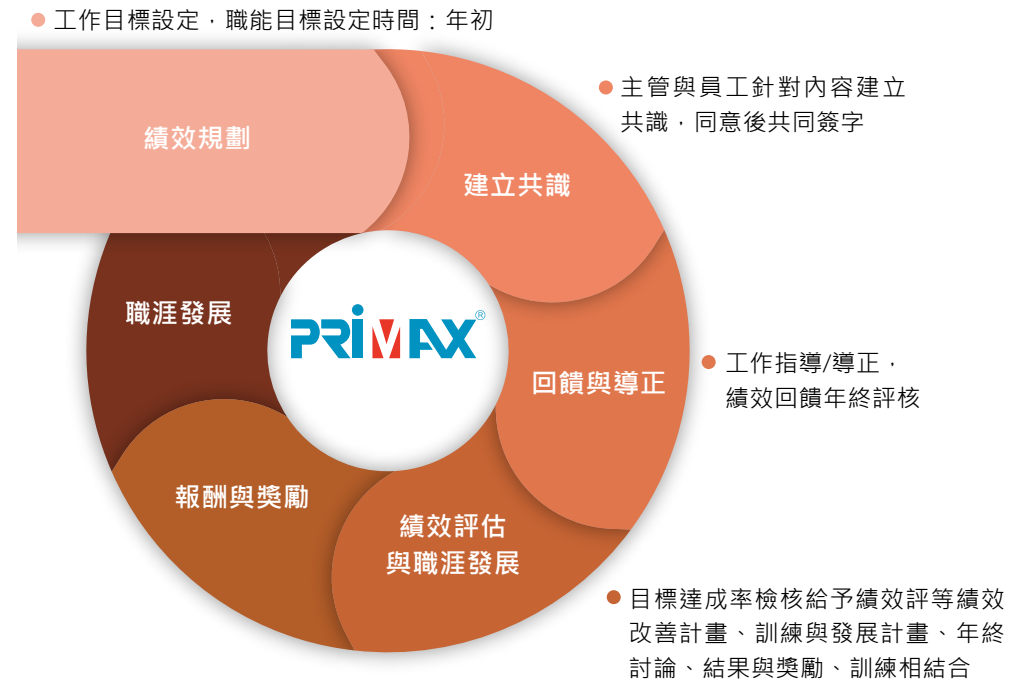 工作目標設定，職能目標設定時間：年初
績效規劃
主管與員工針對內容建立
共識，同意後共同簽字
建立共識
職涯發展
PRIMAX®
工作指導/導正，
績效回饋年終評核
回饋與導正
報酬與獎勵
績效評估
與職涯發展
目標達成率檢核給予績效評等績效
改善計畫、訓練與發展計畫、年終
討論、結果與獎勵、訓練相結合